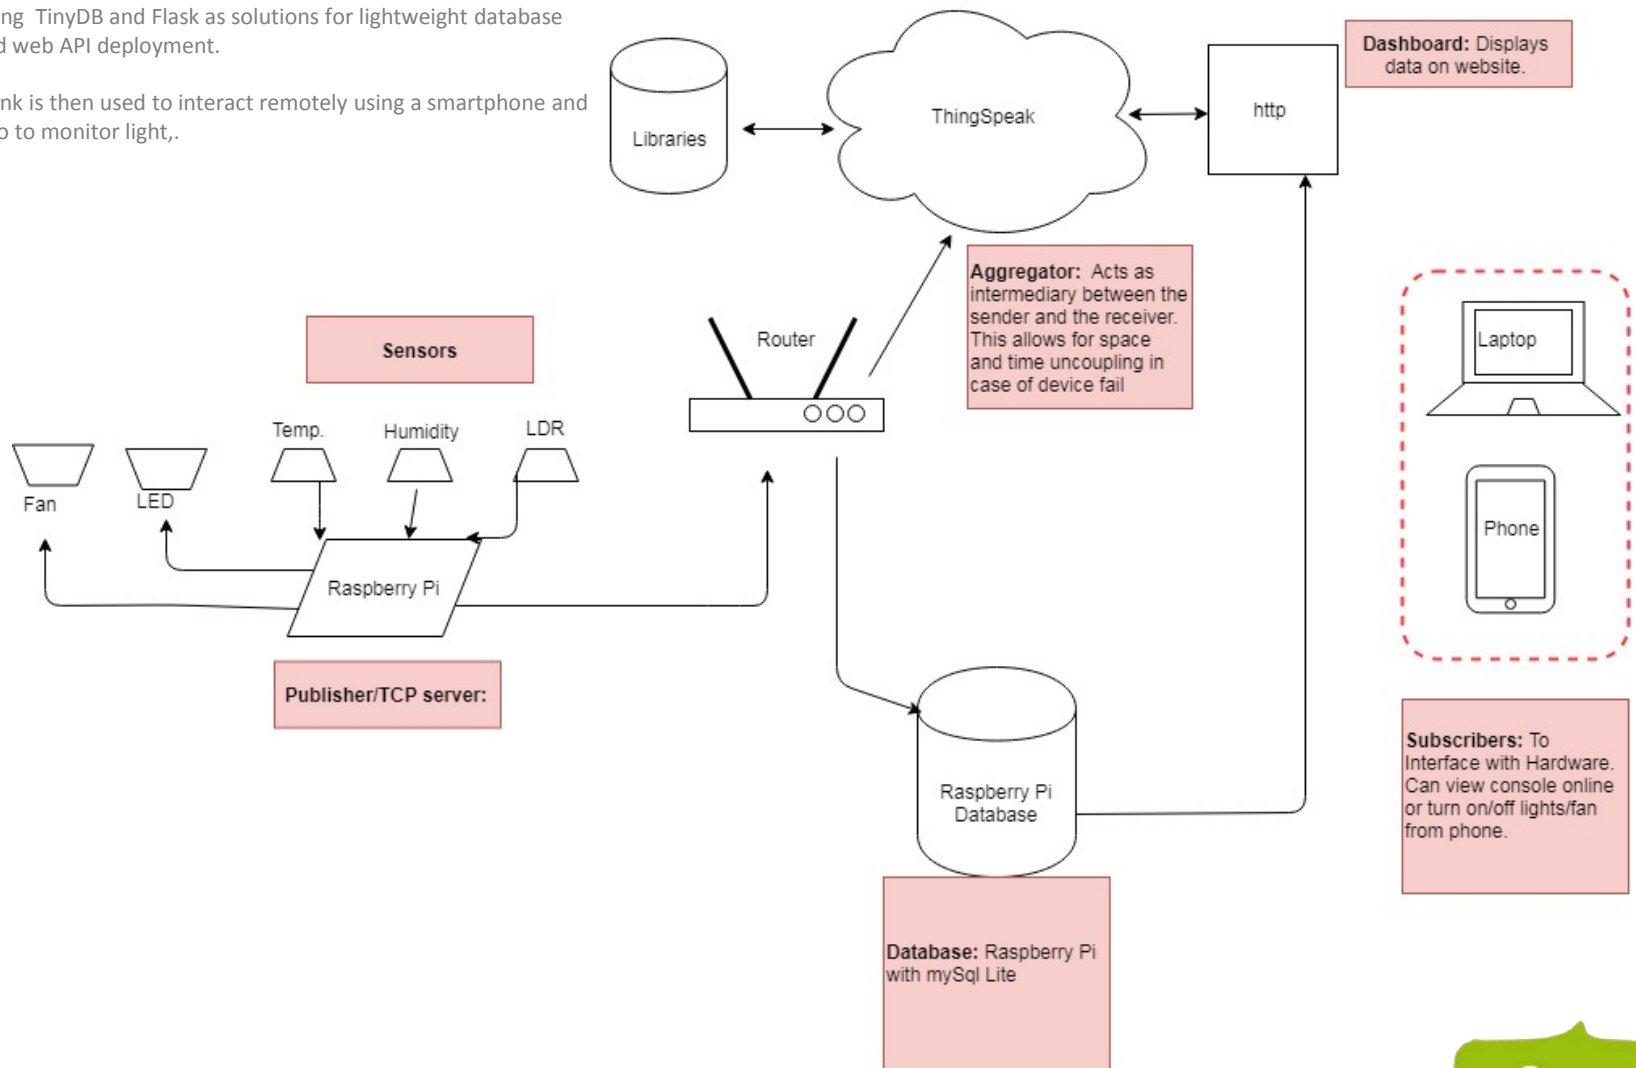 ng TinyDB and Flask as solutions for lightweight database
d web API deployment.
nk is then used to interact remotely using a smartphone and
o to monitor light,.
Libraries
ThingSpeak
http
Dashboard: Displays
data on website.
Aggregator: Acts as
intermediary between the
sender and the receiver.
This allows for space
and time uncoupling in
case of device fail
Router
Sensors
Laptop
Temp.
Humidity
LDR
Fan
LED
Phone
Raspberry Pi
Publisher/TCP server:
Subscribers: To
Interface with Hardware.
Can view console online
or turn on/off lights/fan
from phone.
Raspberry Pi
Database
Database: Raspberry Pi
with mySql Lite